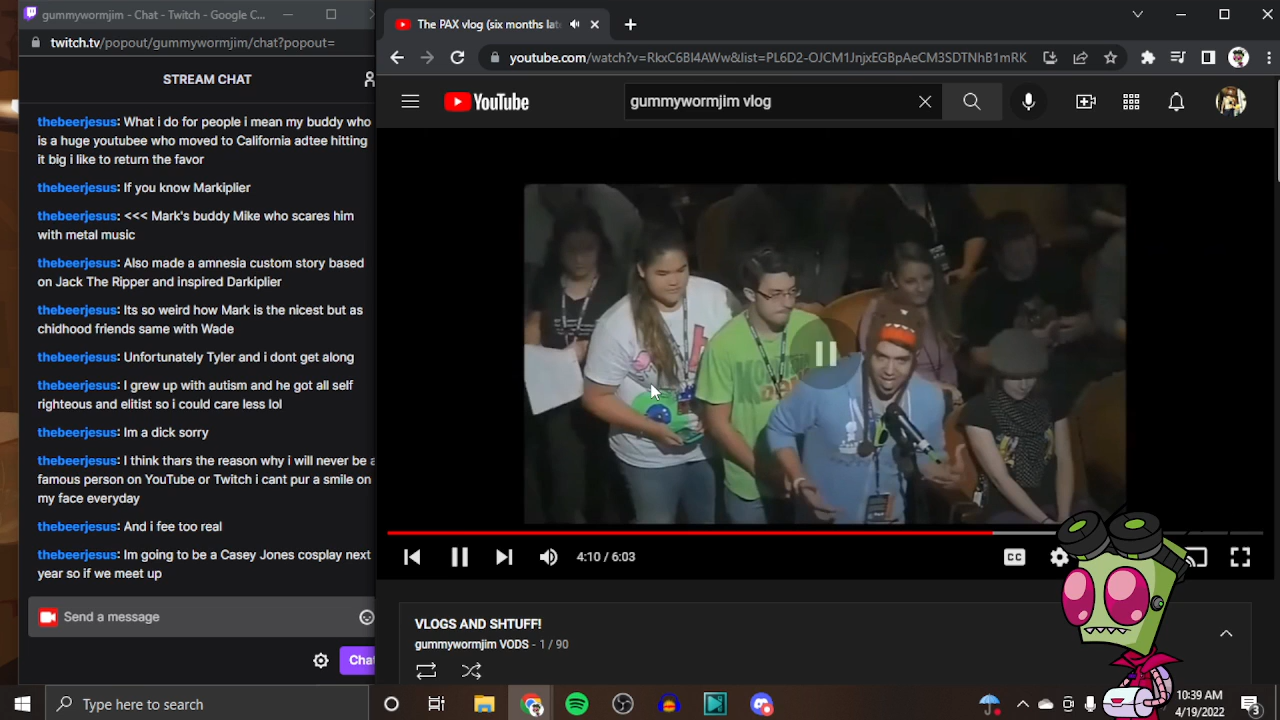 gummywormjim - Chat - Twitch - Google C...
twitch.tv/popout/gummywormjim/chat?popout=
STREAM CHAT
thebeerjesus: What i do for people i mean my buddy who
is a huge youtubee who moved to California adtee hitting
it big i like to return the favor
thebeerjesus: If you know Markiplier
thebeerjesus: <<< Mark's buddy Mike who scares him
with metal music
thebeerjesus: Also made a amnesia custom story based
on Jack The Ripper and inspired Darkiplier
thebeerjesus: Its so weird how Mark is the nicest but as
chidhood friends same with Wade
thebeerjesus: Unfortunately Tyler and i dont get along
thebeerjesus: I grew up with autism and he got all self
righteous and elitist so i could care less lol
thebeerjesus: Im a dick sorry
thebeerjesus: I think thars the reason why i will never be a
famous person on YouTube or Twitch i cant pur a smile on
my face everyday
thebeerjesus: And i fee too real
thebeerjesus: Im going to be a Casey Jones cosplay next
year so if we meet up
Send a message
Chat
The PAX vlog (six months late
youtube.com/watch?v=RkxC6Bl4AWw&list=PL6D2-OJCM1JnjxEGBpAeCM3SDTNhB1mRK
YouTube
gummywormjim vlog
4:10 / 6:03
CC
VLOGS AND SHTUFF!
gummywormjim VODS - 1 / 90
Type here to search
10:39 AM
4/19/2022
3